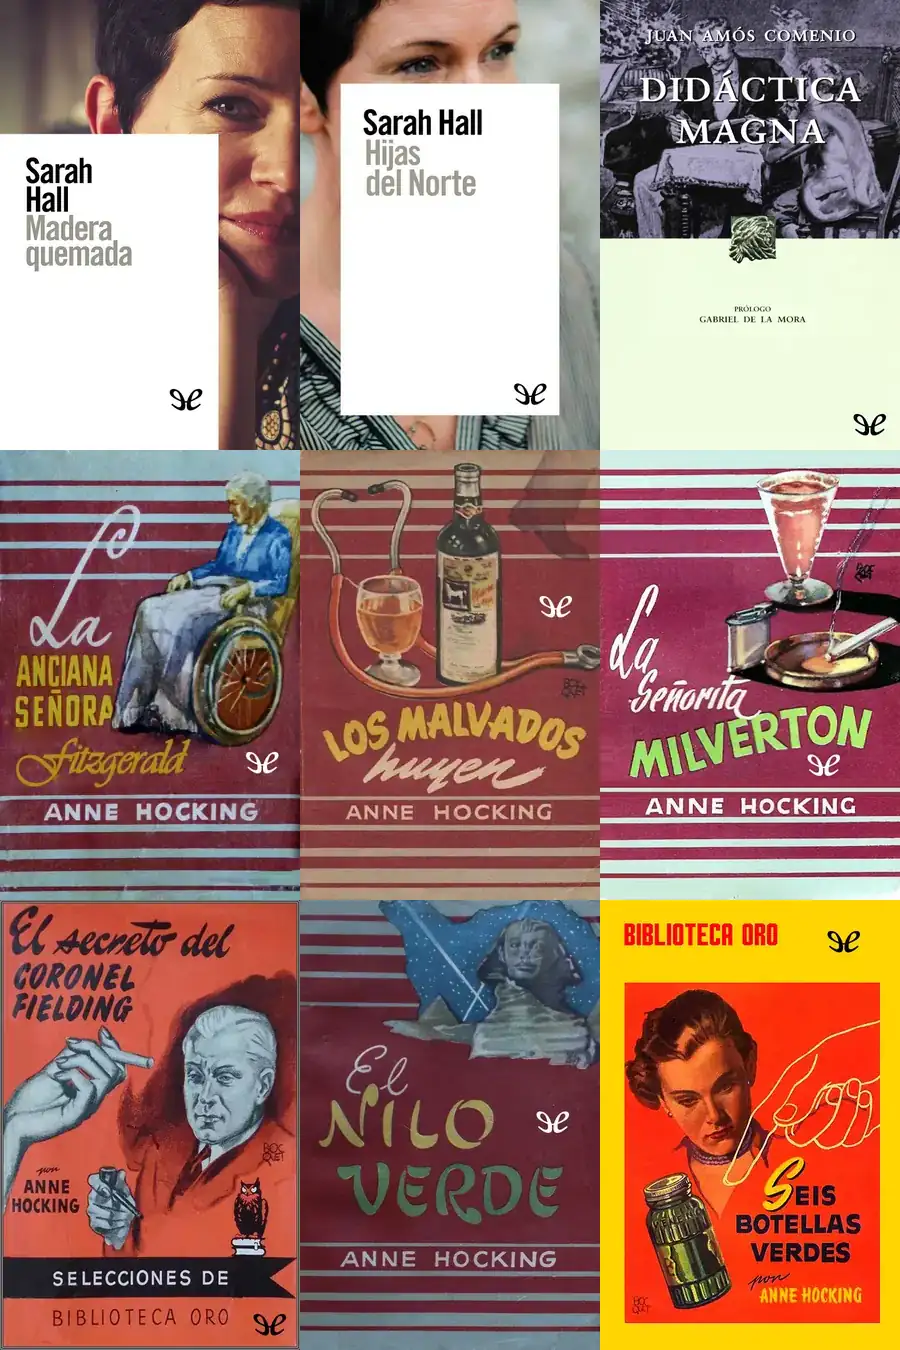 Sarah
Hall
Madera
quemada
Sarah Hall
Hijas
del Norte
JUAN AMÓS COMENIO
DIDÁCTICA
MAGNA
PRÓLOGO
GABRIEL DE LA MORA
La
ANCIANA
SEÑORA
Fitzgerald
ANNE HOCKING
LOS MALVADOS
huyen
ANNE HOCKING
La
Señorita
MILVERTON
ANNE HOCKING
El secreto del
CORONEL
FIELDING
por
ANNE
HOCKING
SELECCIONES DE
BIBLIOTECA ORO
El
NILO
VERDE
ANNE HOCKING
BIBLIOTECA ORO
SEIS
BOTELLAS
VERDES
por
ANNE HOCKING